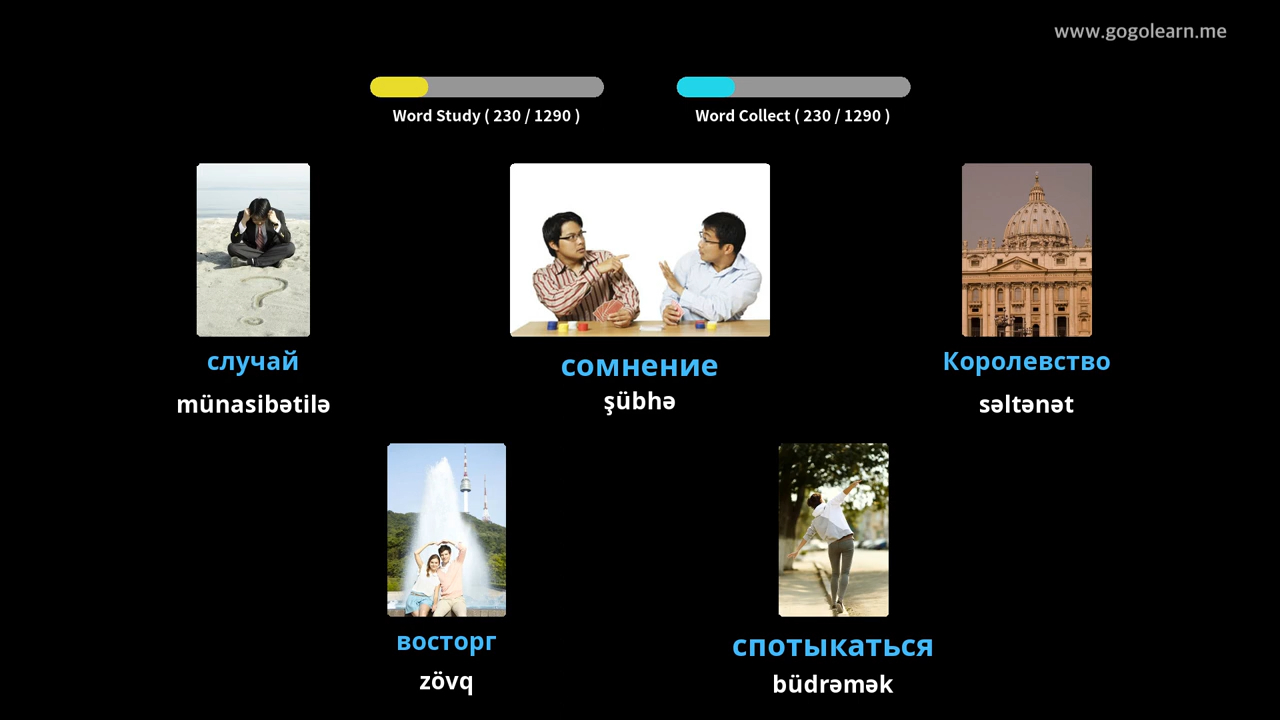 www.gogolearn.me
Word Study ( 230 / 1290 )
Word Collect ( 230 / 1290 )
случай
münasibətilə
сомнение
şübhə
Королевство
səltənət
восторг
zövq
спотыкаться
büdrəmək